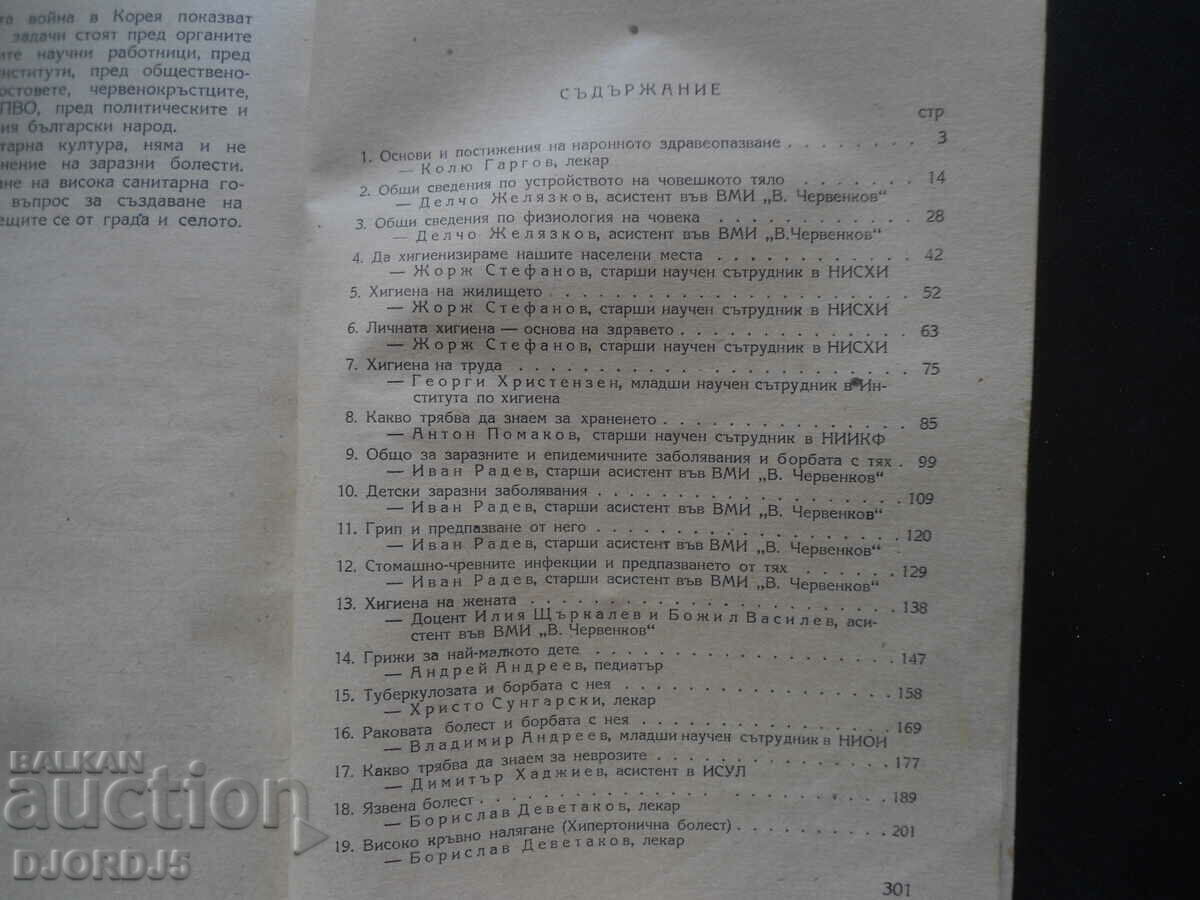 та война в Корея показват
задачи стоят пред органите
ите научни работници, пред
нститути, пред обществено-
остовете, червенокръстците,
ПВО, пред политическите и
ия български народ.
тарна култура, няма и не
нение на заразни болести.
ане на висока санитарна го-
въпрос за създаване на
ещите се от града и селото.
СЪДЪРЖАНИЕ
стр
1. Основи и постижения на наронното здравеопазване . . . . . . . . 3
— Колю Гаргов, лекар
2. Общи сведения по устройството на човешкото тяло . . . . . . . 14
— Делчо Желязков, асистент във ВМИ „В. Червенков“
3. Общи сведения по физиология на човека . . . . . . . . . . . 28
— Делчо Желязков, асистент във ВМИ „В.Червенков“
4. Да хигиенизираме нашите населени места . . . . . . . . . . . 42
— Жорж Стефанов, старши научен сътрудник в НИСХИ
5. Хигиена на жилището . . . . . . . . . . . . . . . . . . 52
— Жорж Стефанов, старши научен сътрудник в НИСХИ
6. Личната хигиена — основа на здравето . . . . . . . . . . . . 63
— Жорж Стефанов, старши научен сътрудник в НИСХИ
7. Хигиена на труда . . . . . . . . . . . . . . . . . . . . 75
— Георги Христензен, младши научен сътрудник в Ин-
ститута по хигиена
8. Какво трябва да знаем за храненето . . . . . . . . . . . . . 85
— Антон Помаков, старши научен сътрудник в НИИКФ
9. Общо за заразните и епидемичните заболявания и борбата с тях . 99
— Иван Радев, старши асистент във ВМИ „В. Червенков“
10. Детски заразни заболявания . . . . . . . . . . . . . . . . 109
— Иван Радев, старши асистент във ВМИ „В. Червенков“
11. Грип и предпазване от него . . . . . . . . . . . . . . . . 120
— Иван Радев, старши асистент във ВМИ „В. Червенков“
12. Стомашно-чревните инфекции и предпазването от тях . . . . . . 129
— Иван Радев, старши асистент във ВМИ „В. Червенков“
13. Хигиена на жената . . . . . . . . . . . . . . . . . . . 138
— Доцент Илия Щъркалев и Божил Василев, аси-
стент във ВМИ „В. Червенков“
14. Грижи за най-малкото дете . . . . . . . . . . . . . . . . 147
— Андрей Андреев, педиатър
15. Туберкулозата и борбата с нея . . . . . . . . . . . . . . . 158
— Христо Сунгарски, лекар
16. Раковата болест и борбата с нея . . . . . . . . . . . . . . 169
— Владимир Андреев, младши научен сътрудник в НИОИ
17. Какво трябва да знаем за неврозите . . . . . . . . . . . . . 177
— Димитър Хаджиев, асистент в ИСУЛ
18. Язвена болест . . . . . . . . . . . . . . . . . . . . . 189
— Борислав Деветаков, лекар
19. Високо кръвно налягане (Хипертонична болест) . . . . . . . . . 201
— Борислав Деветаков, лекар
301
BALKAN
auction
DJORDJ5